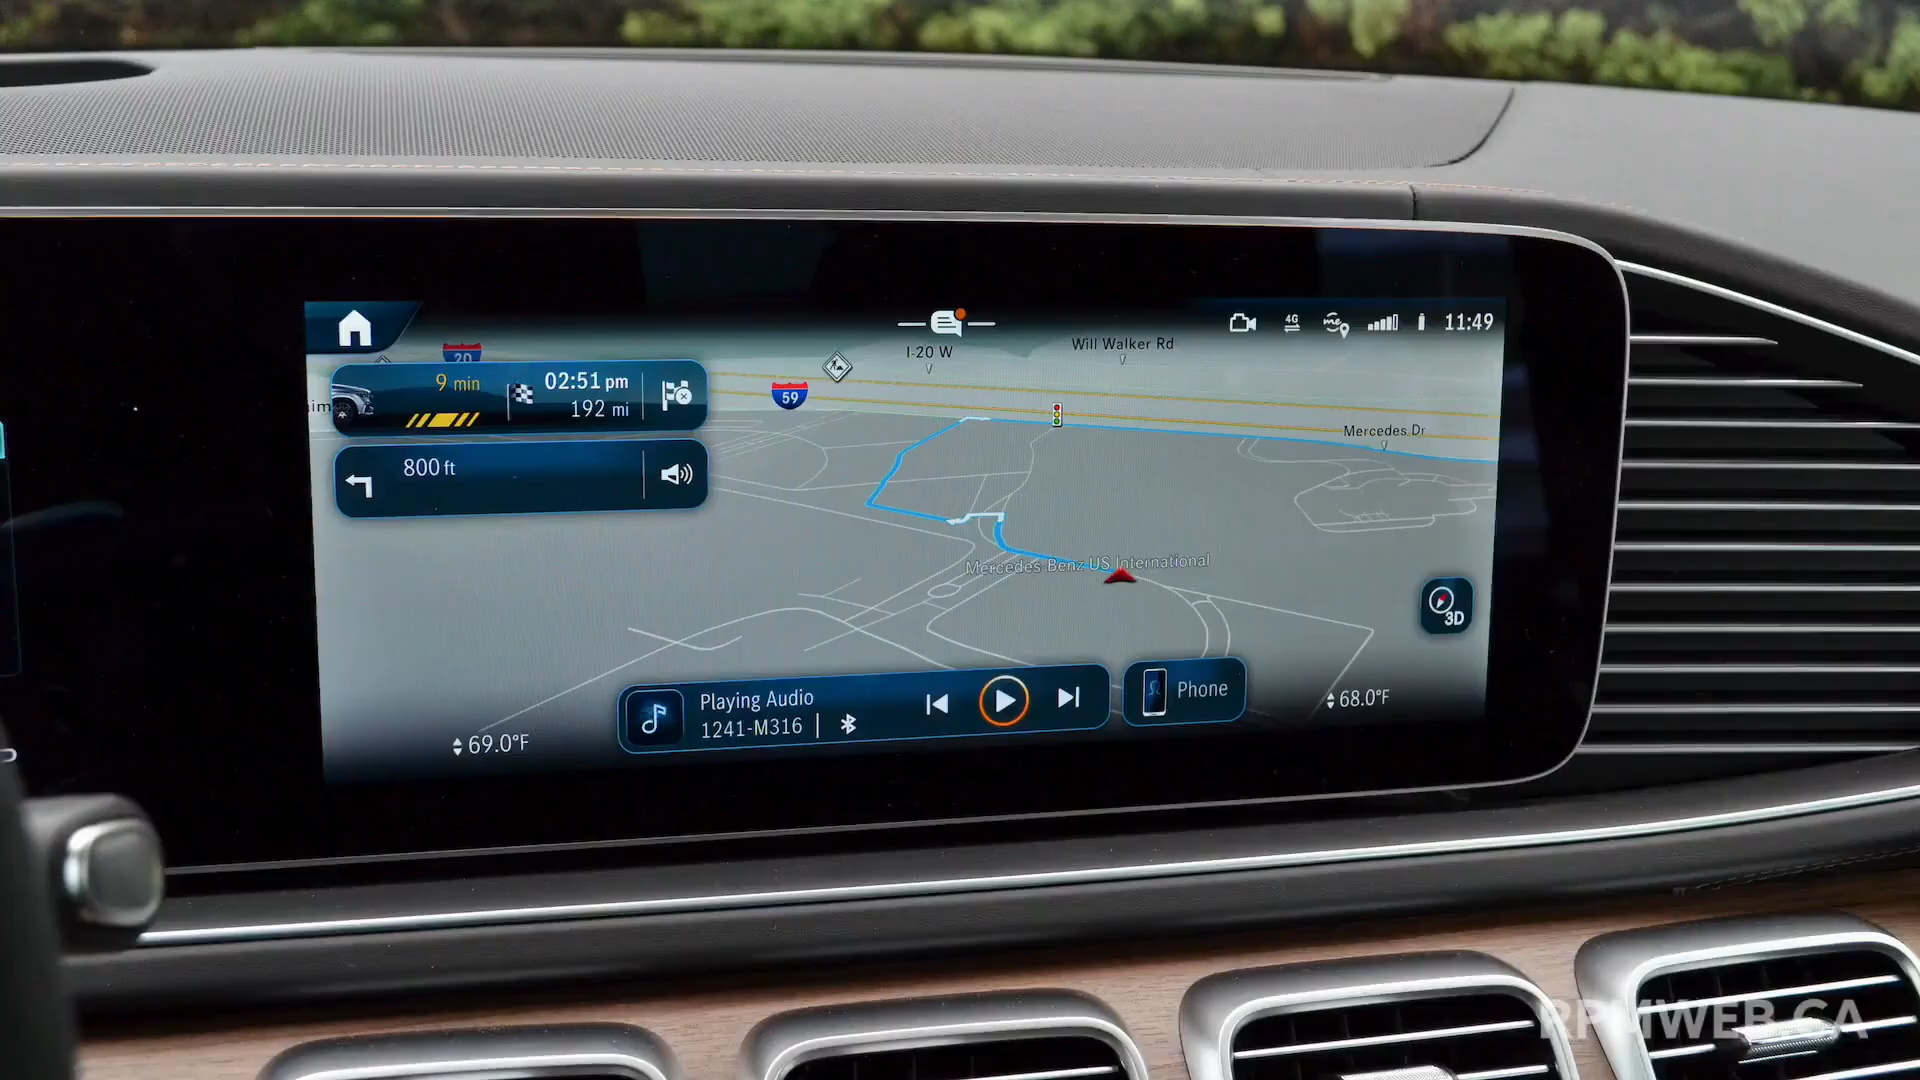 4G
me
11:49
I-20 W
Will Walker Rd
20
9 min
02:51 pm
192 mi
59
Mercedes Dr
800 ft
Mercedes-Benz US International
3D
Playing Audio
1241-M316 |
Phone
68.0°F
69.0°F
RPMWEB.CA